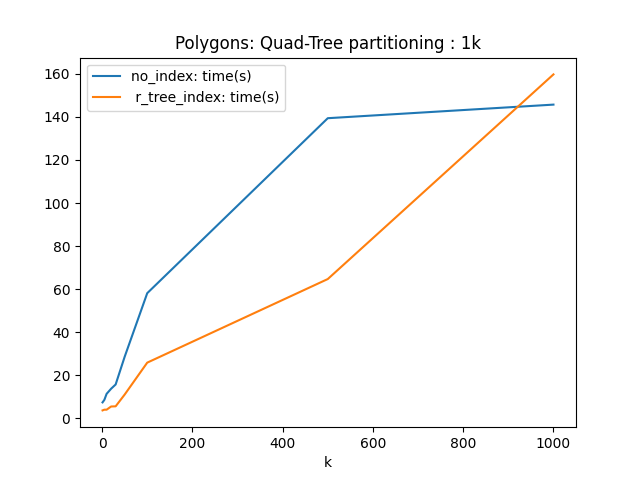 Polygons: Quad-Tree partitioning : 1k
no_index: time(s)
r_tree_index: time(s)
160
140
120
100
80
60
40
20
0
0 200 400 600 800 1000
k